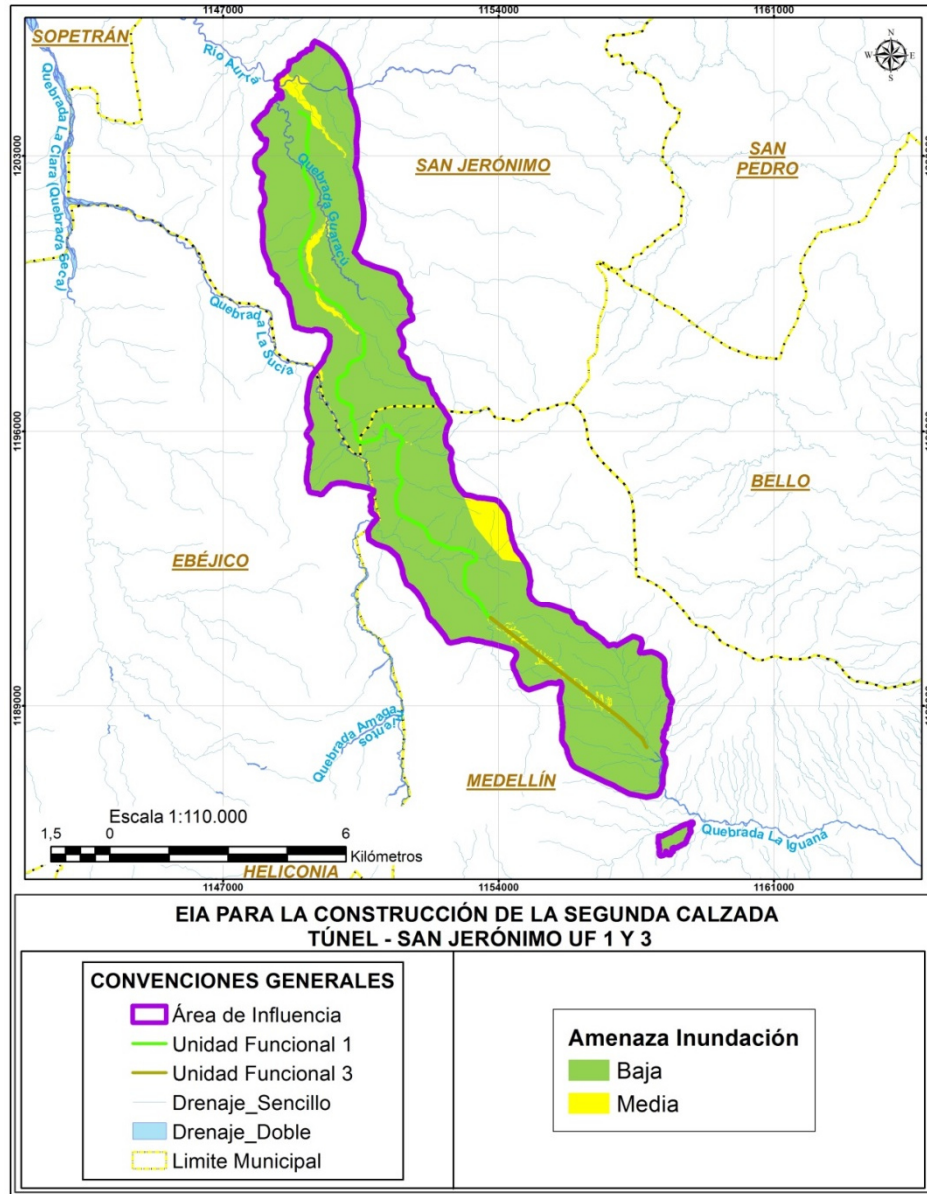 1147000
1154000
1161000
SOPETRÁN
Río Aurrá
N
W E
S
Quebrada La Clara (Quebrada Seca)
1203000
SAN JERÓNIMO
SAN
PEDRO
Quebrada Guaracú
Quebrada
La Sucia
1196000
BELLO
EBÉJICO
1189000
Quebrada Amaga
MEDELLÍN
Escala 1:110.000
1,5 0 6
Kilómetros
Quebrada La Iguana
HELICONIA
1147000
1154000
1161000
EIA PARA LA CONSTRUCCIÓN DE LA SEGUNDA CALZADA
TÚNEL - SAN JERÓNIMO UF 1 Y 3
CONVENCIONES GENERALES
Área de Influencia
Unidad Funcional 1
Unidad Funcional 3
Drenaje_Sencillo
Drenaje_Doble
Limite Municipal
Amenaza Inundación
Baja
Media